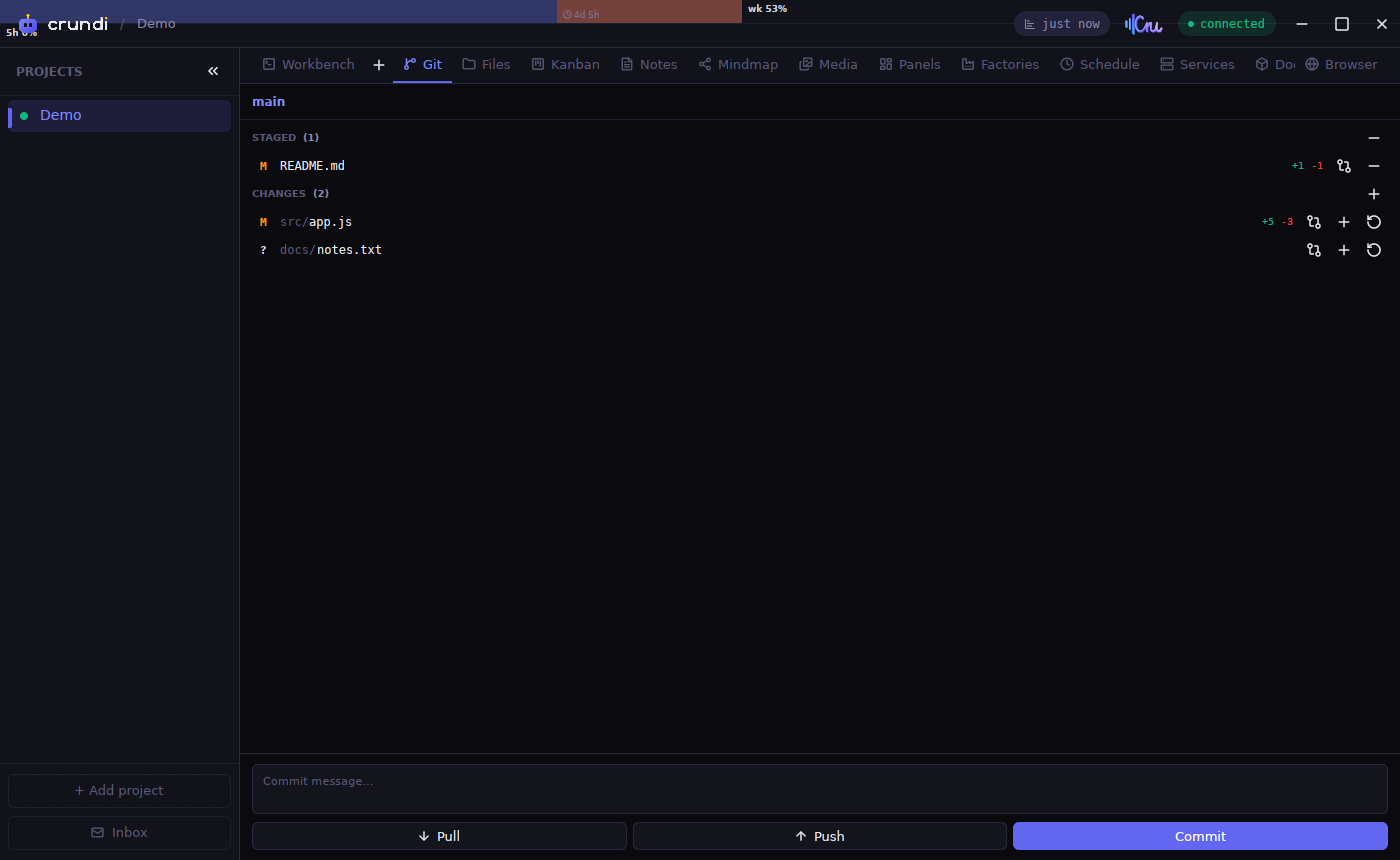 4d 5h
wk 53%
crundi / Demo
just now
Cru
connected
PROJECTS
Demo
+ Add project
Inbox
Workbench
Git
Files
Kanban
Notes
Mindmap
Media
Panels
Factories
Schedule
Services
Browser
main
STAGED (1)
M README.md +1 -1
CHANGES (2)
M src/app.js +5 -3
? docs/notes.txt
Commit message...
Pull
Push
Commit